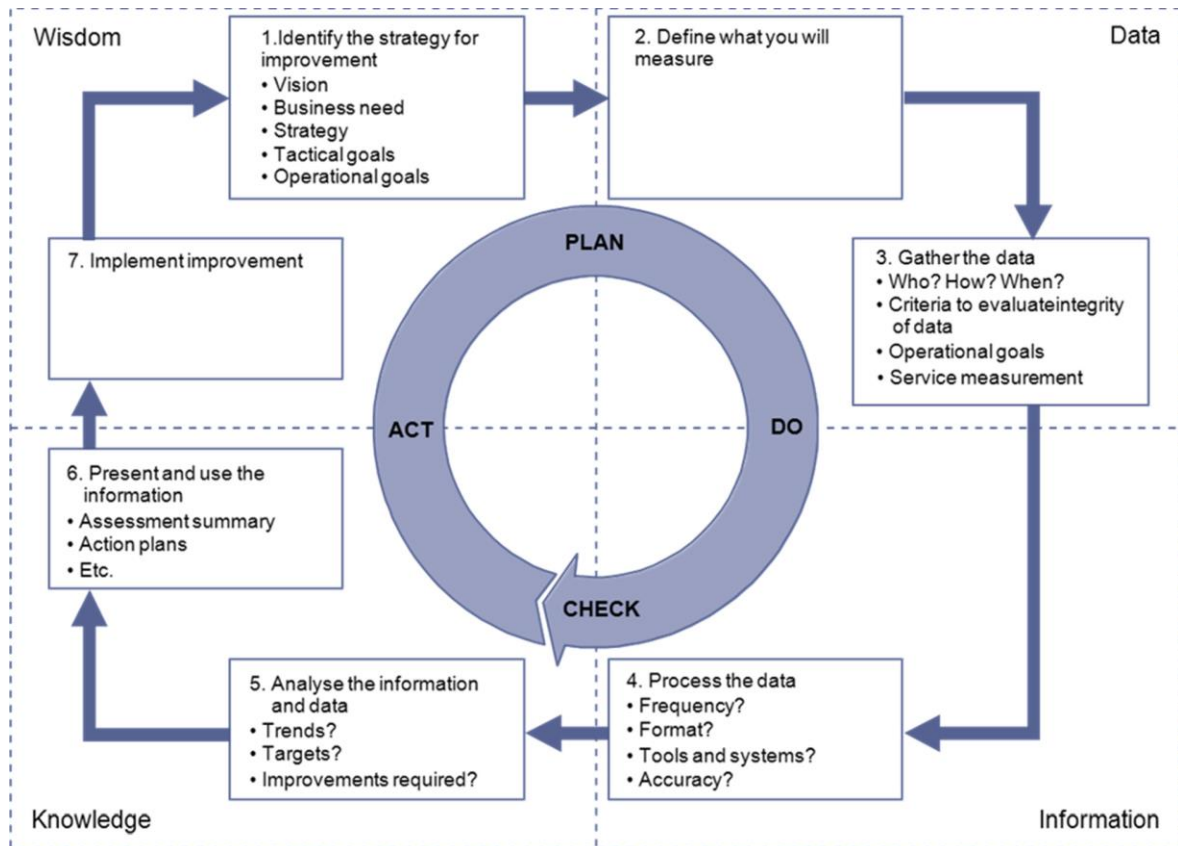 Wisdom
1.Identify the strategy for
improvement
• Vision
• Business need
• Strategy
• Tactical goals
• Operational goals
2. Define what you will
measure
Data
3. Gather the data
• Who? How? When?
• Criteria to evaluateintegrity
of data
• Operational goals
• Service measurement
7. Implement improvement
PLAN
DO
CHECK
ACT
6. Present and use the
information
• Assessment summary
• Action plans
• Etc.
5. Analyse the information
and data
• Trends?
• Targets?
• Improvements required?
4. Process the data
• Frequency?
• Format?
• Tools and systems?
• Accuracy?
Knowledge
Information